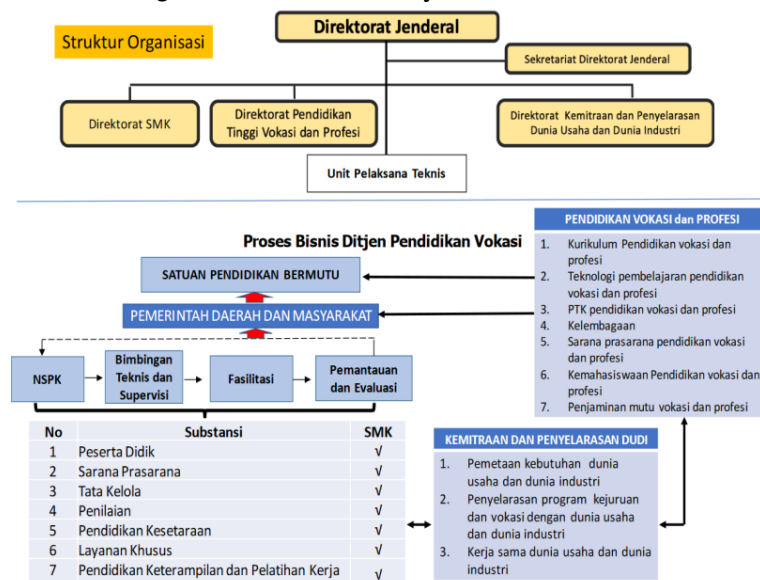 Direktorat Jenderal
Struktur Organisasi
Sekretariat Direktorat Jenderal
Direktorat SMK
Direktorat Pendidikan
Tinggi Vokasi dan Profesi
Direktorat Kemitraan dan Penyelarasan
Dunia Usaha dan Dunia Industri
Unit Pelaksana Teknis
Proses Bisnis Ditjen Pendidikan Vokasi
SATUAN PENDIDIKAN BERMUTU
PEMERINTAH DAERAH DAN MASYARAKAT
NSPK
Bimbingan
Teknis dan
Supervisi
Fasilitasi
Pemantauan
dan Evaluasi
PENDIDIKAN VOKASI dan PROFESI
1. Kurikulum Pendidikan vokasi dan
profesi
2. Teknologi pembelajaran pendidikan
vokasi dan profesi
3. PTK pendidikan vokasi dan profesi
4. Kelembagaan
5. Sarana prasarana pendidikan vokasi
dan profesi
6. Kemahasiswaan Pendidikan vokasi dan
profesi
7. Penjaminan mutu vokasi dan profesi
No Substansi SMK
1 Peserta Didik √
2 Sarana Prasarana √
3 Tata Kelola √
4 Penilaian √
5 Pendidikan Kesetaraan √
6 Layanan Khusus √
7 Pendidikan Keterampilan dan Pelatihan Kerja √
KEMITRAAN DAN PENYELARASAN DUDI
1. Pemetaan kebutuhan dunia
usaha dan dunia industri
2. Penyelarasan program kejuruan
dan vokasi dengan dunia usaha
dan dunia industri
3. Kerja sama dunia usaha dan dunia
industri